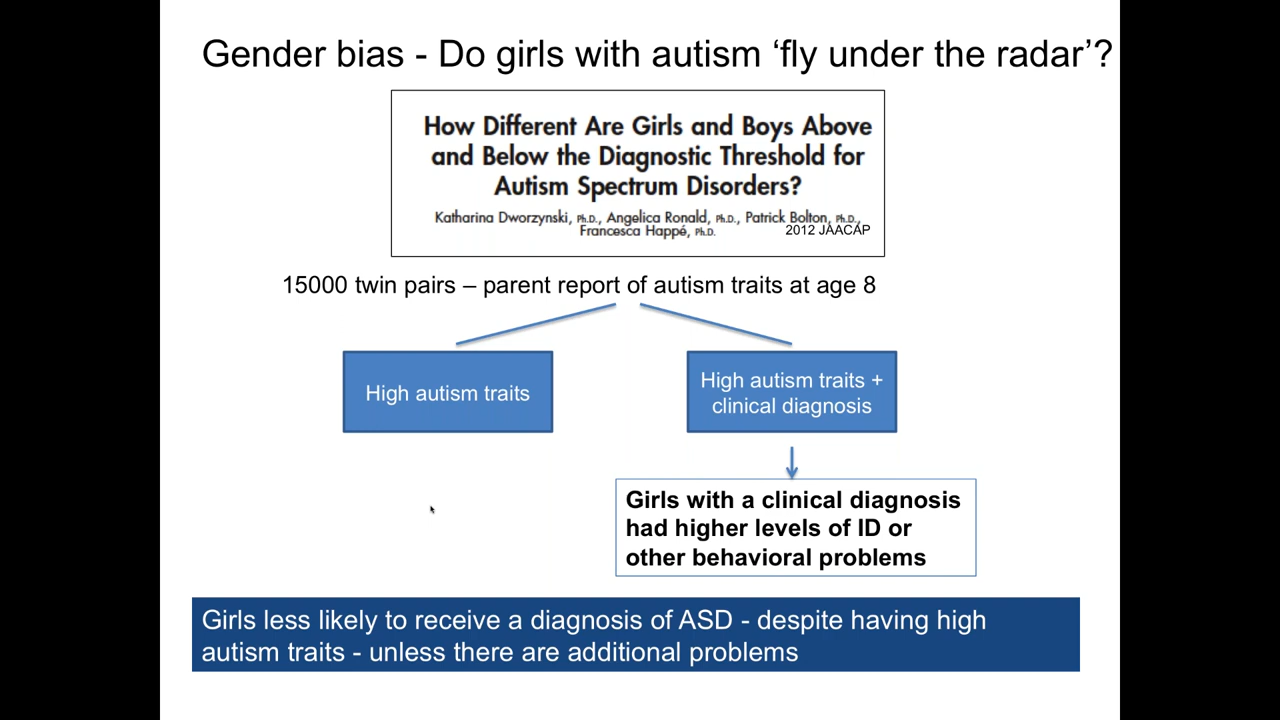 Gender bias - Do girls with autism ‘fly under the radar’?
How Different Are Girls and Boys Above
and Below the Diagnostic Threshold for
Autism Spectrum Disorders?
Katharina Dworzynski, Ph.D., Angelica Ronald, Ph.D., Patrick Bolton, Ph.D.,
Francesca Happé, Ph.D.
2012 JAACAP
15000 twin pairs – parent report of autism traits at age 8
High autism traits
High autism traits +
clinical diagnosis
Girls with a clinical diagnosis
had higher levels of ID or
other behavioral problems
Girls less likely to receive a diagnosis of ASD - despite having high
autism traits - unless there are additional problems